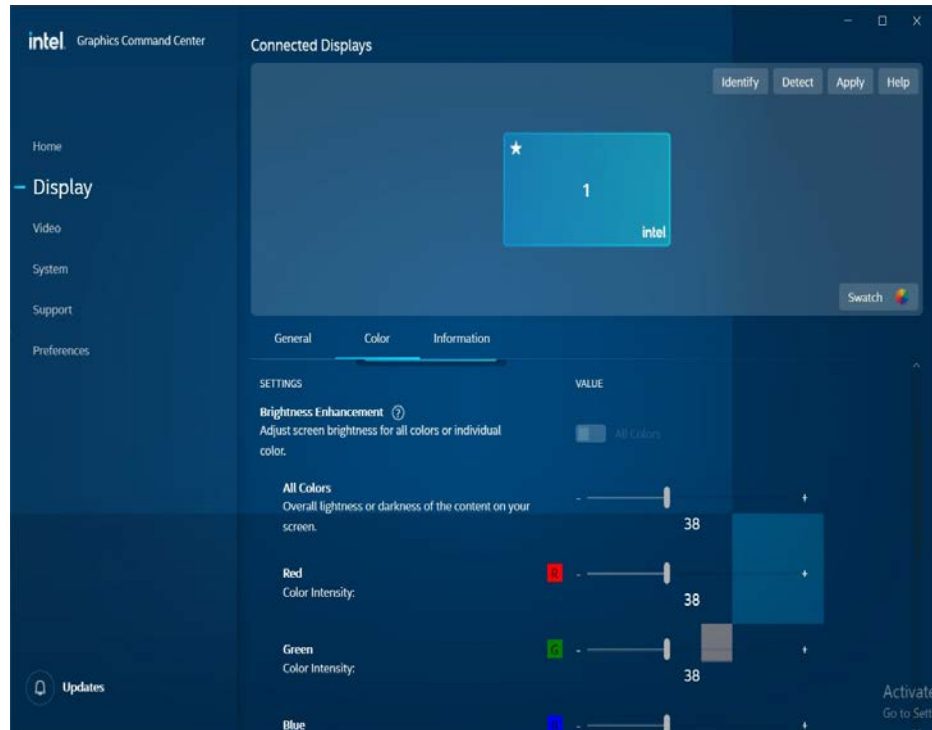 intel Graphics Command Center
Connected Displays
Identify Detect Apply Help
Home
Display
Video
System
Support
Preferences
1
intel
Swatch
General Color Information
SETTINGS VALUE
Brightness Enhancement ?
Adjust screen brightness for all colors or individual
color.
All Colors
All Colors
Overall lightness or darkness of the content on your
screen.
- +
38
Red
Color Intensity:
R - +
38
Green
Color Intensity:
G - +
38
Blue
- +
Updates
Activate
Go to Sett